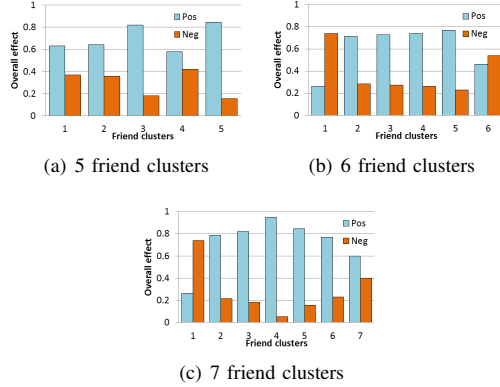 1
0.8
0.6
0.4
0.2
0
Overall effect
Pos
Neg
1 2 3 4 5
Friend clusters
(a) 5 friend clusters
1
0.8
0.6
0.4
0.2
0
Overall effect
Pos
Neg
1 2 3 4 5 6
Friend clusters
(b) 6 friend clusters
1
0.8
0.6
0.4
0.2
0
Overall effect
Pos
Neg
1 2 3 4 5 6 7
Friend clusters
(c) 7 friend clusters